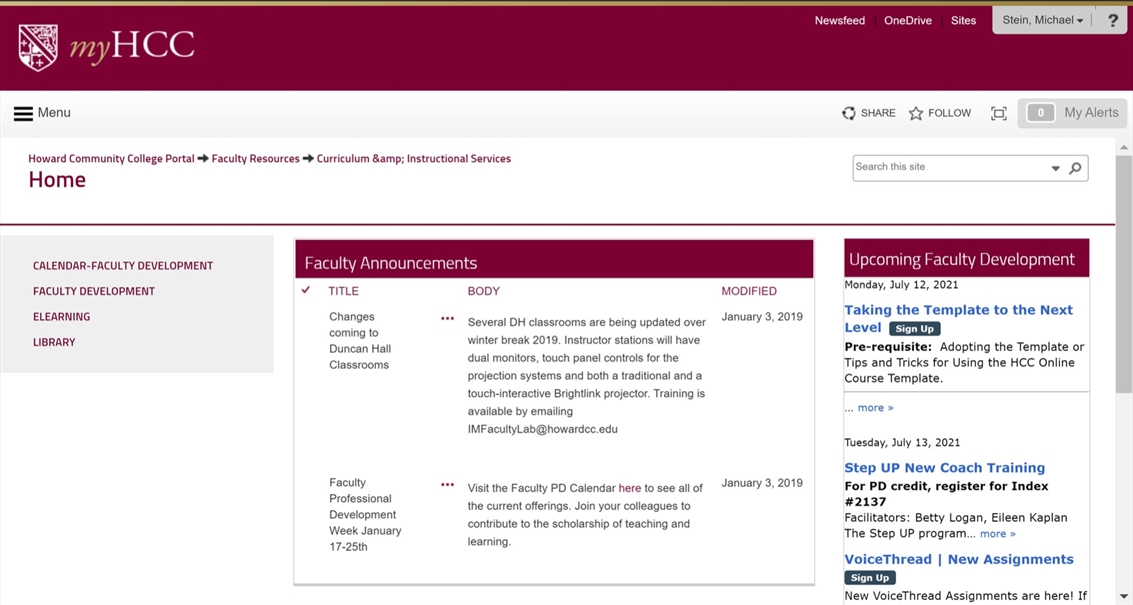 Newsfeed OneDrive Sites Stein, Michael ?
myHCC
Menu
SHARE FOLLOW 0 My Alerts
Howard Community College Portal Faculty Resources Curriculum &amp; Instructional Services
Home
Search this site
CALENDAR-FACULTY DEVELOPMENT
FACULTY DEVELOPMENT
ELEARNING
LIBRARY
Faculty Announcements
TITLE BODY MODIFIED
Changes
coming to
Duncan Hall
Classrooms
...
Several DH classrooms are being updated over
winter break 2019. Instructor stations will have
dual monitors, touch panel controls for the
projection systems and both a traditional and a
touch-interactive Brightlink projector. Training is
available by emailing
IMFacultyLab@howardcc.edu
January 3, 2019
Faculty
Professional
Development
Week January
17-25th
...
Visit the Faculty PD Calendar here to see all of
the current offerings. Join your colleagues to
contribute to the scholarship of teaching and
learning.
January 3, 2019
Upcoming Faculty Development
Monday, July 12, 2021
Taking the Template to the Next
Level Sign Up
Pre-requisite: Adopting the Template or
Tips and Tricks for Using the HCC Online
Course Template.
... more »
Tuesday, July 13, 2021
Step UP New Coach Training
For PD credit, register for Index
#2137
Facilitators: Betty Logan, Eileen Kaplan
The Step UP program... more »
VoiceThread | New Assignments
Sign Up
New VoiceThread Assignments are here! If